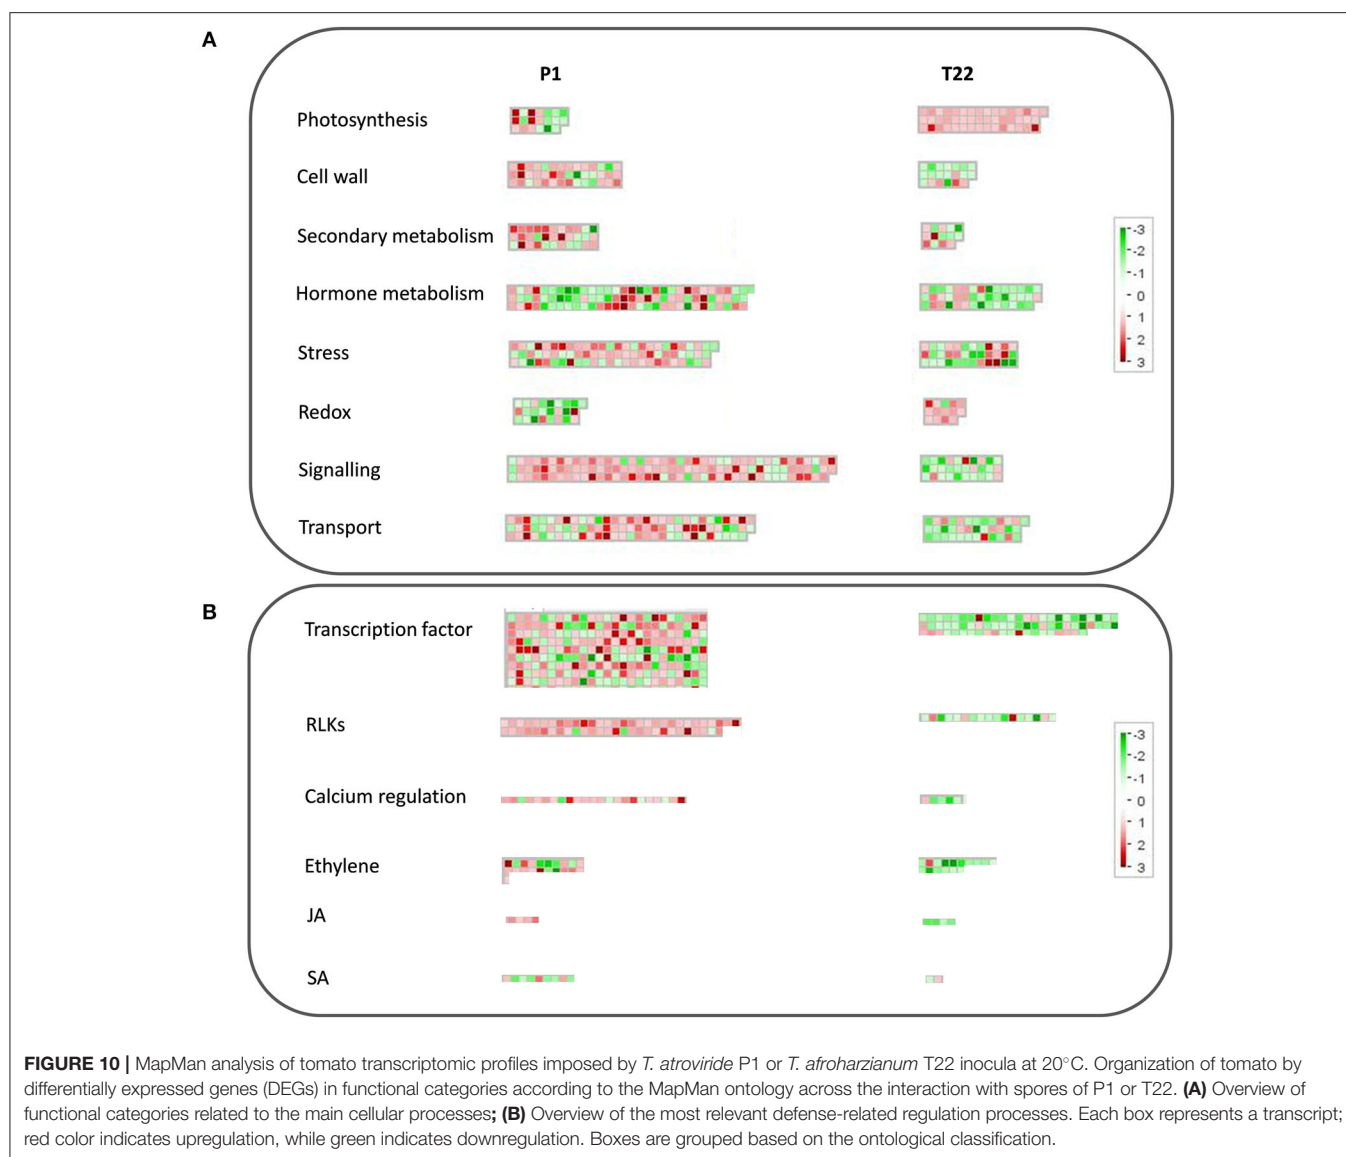 A
P1 T22
Photosynthesis
Cell wall
Secondary metabolism
Hormone metabolism
Stress
Redox
Signalling
Transport
-3
-2
-1
0
1
2
3
B
Transcription factor
RLKs
Calcium regulation
Ethylene
JA
SA
-3
-2
-1
0
1
2
3
FIGURE 10 | MapMan analysis of tomato transcriptomic profiles imposed by T. atroviride P1 or T. afroharzianum T22 inocula at 20°C. Organization of tomato by
differentially expressed genes (DEGs) in functional categories according to the MapMan ontology across the interaction with spores of P1 or T22. (A) Overview of
functional categories related to the main cellular processes; (B) Overview of the most relevant defense-related regulation processes. Each box represents a transcript;
red color indicates upregulation, while green indicates downregulation. Boxes are grouped based on the ontological classification.